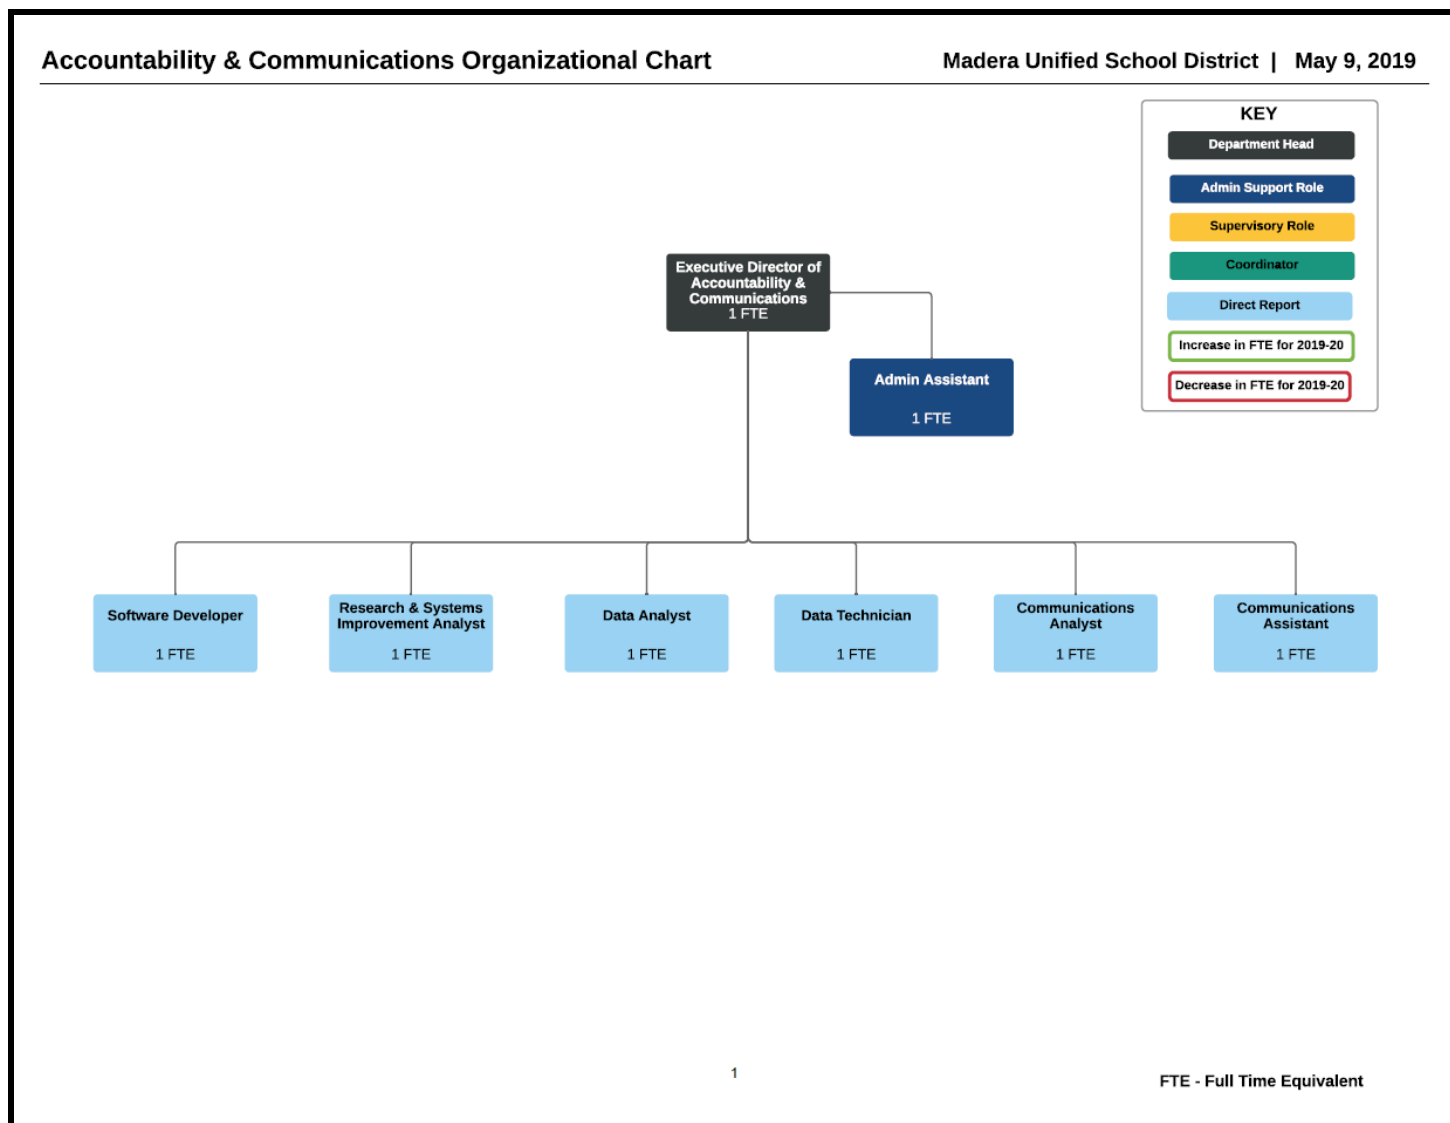 Accountability & Communications Organizational Chart
Madera Unified School District | May 9, 2019
KEY
Department Head
Admin Support Role
Supervisory Role
Coordinator
Direct Report
Increase in FTE for 2019-20
Decrease in FTE for 2019-20
Executive Director of
Accountability &
Communications
1 FTE
Admin Assistant
1 FTE
Software Developer
1 FTE
Research & Systems
Improvement Analyst
1 FTE
Data Analyst
1 FTE
Data Technician
1 FTE
Communications
Analyst
1 FTE
Communications
Assistant
1 FTE
1
FTE - Full Time Equivalent